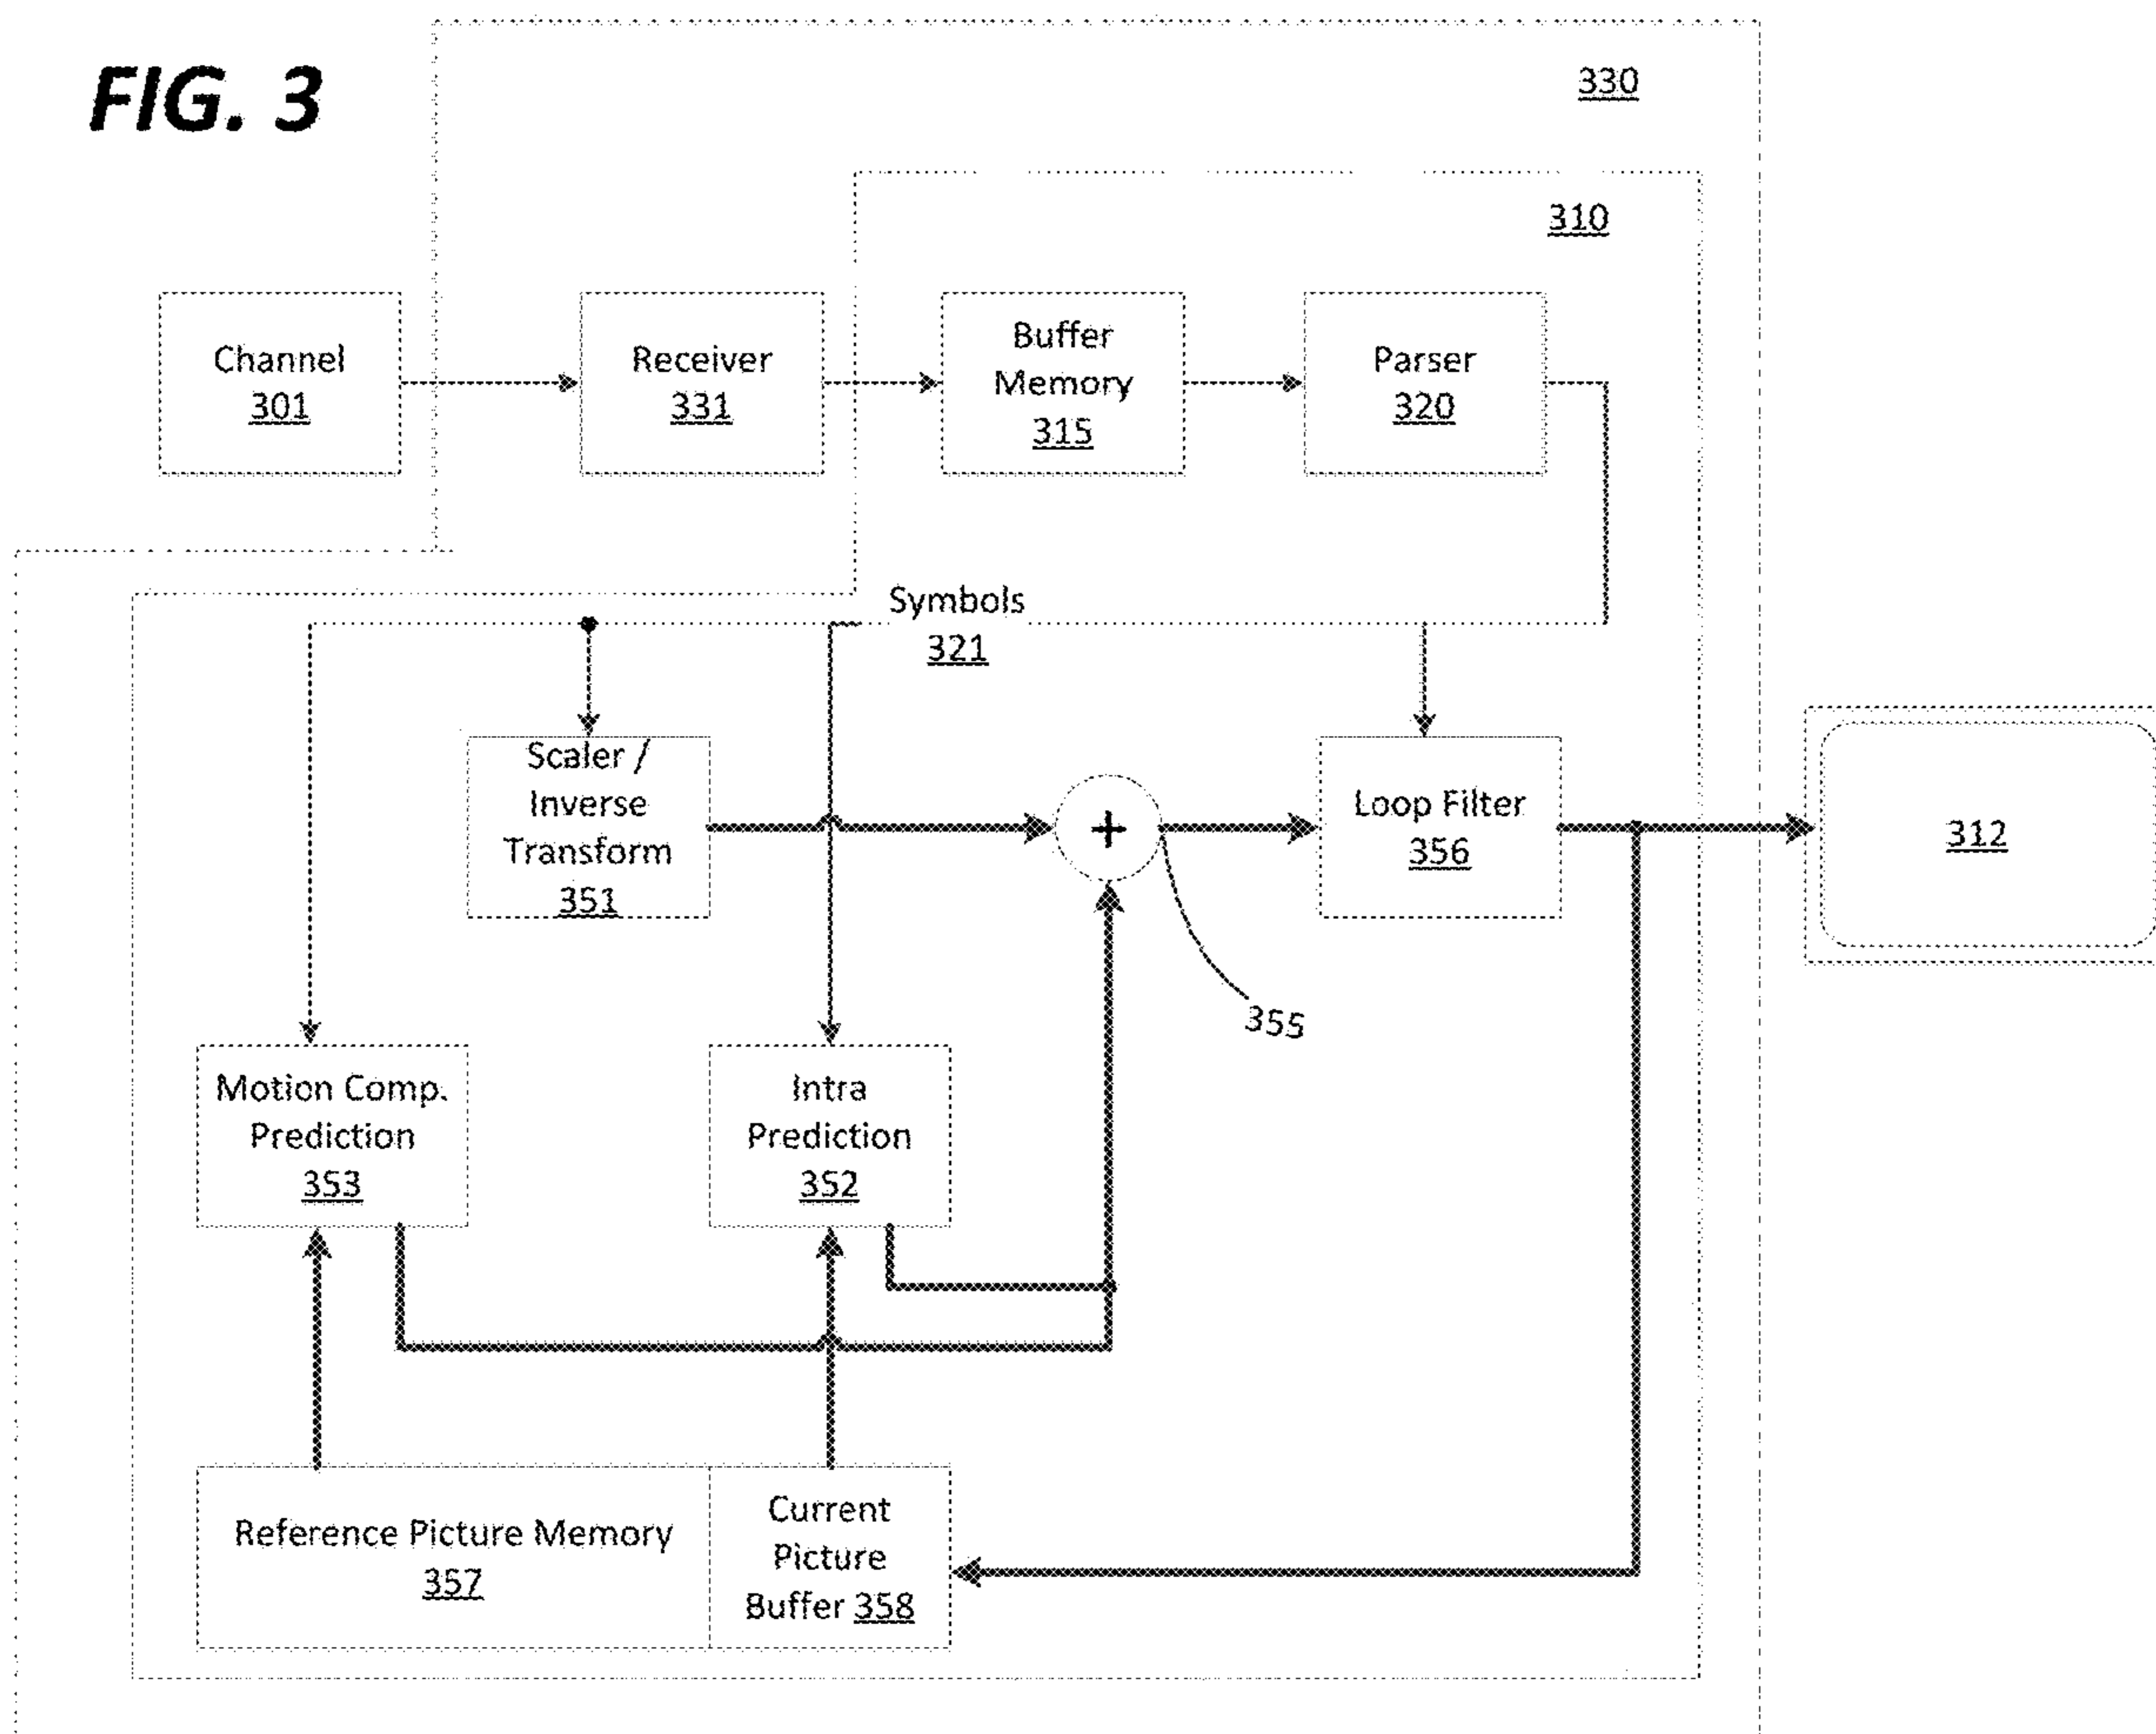 FIG. 3
330
310
Channel
301
Receiver
331
Buffer
Memory
315
Parser
320
Symbols
321
Scaler /
Inverse
Transform
351
+
Loop Filter
356
312
355
Motion Comp.
Prediction
353
Intra
Prediction
352
Reference Picture Memory
357
Current
Picture
Buffer 358